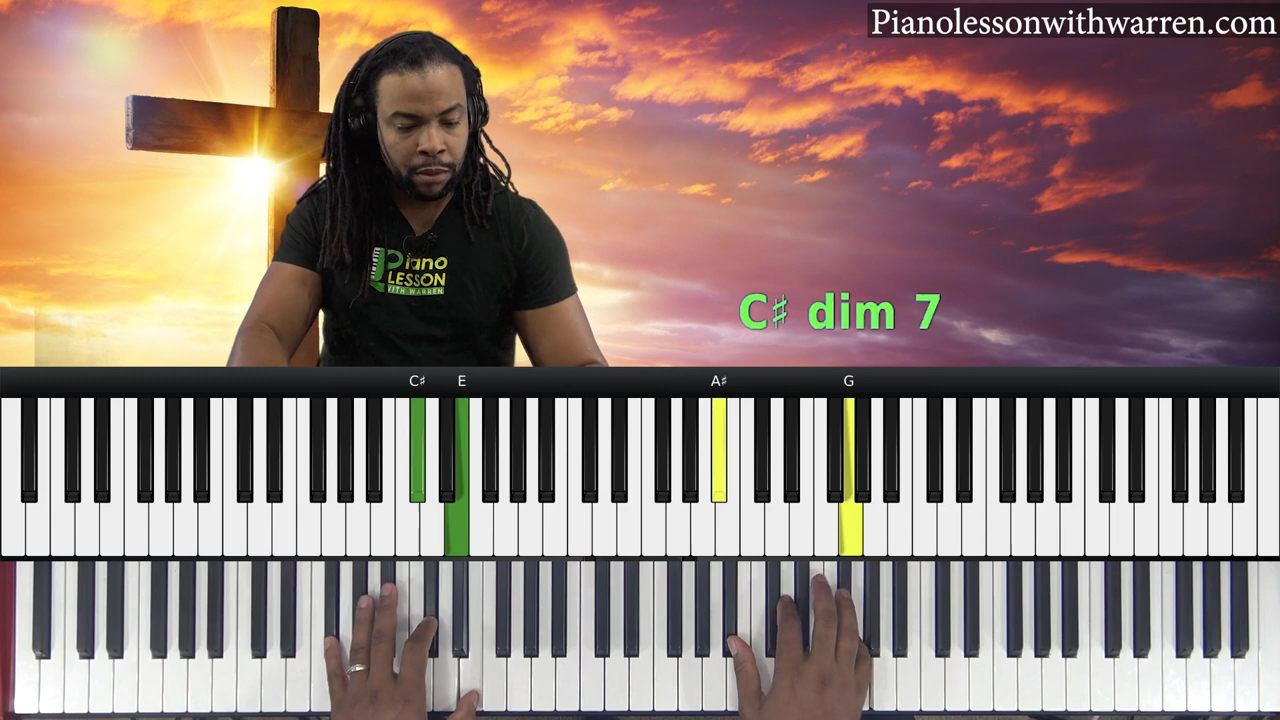 Pianolessonwithwarren.com
Piano
LESSON
WITH WARREN
C♯ dim 7
C♯ E A♯ G